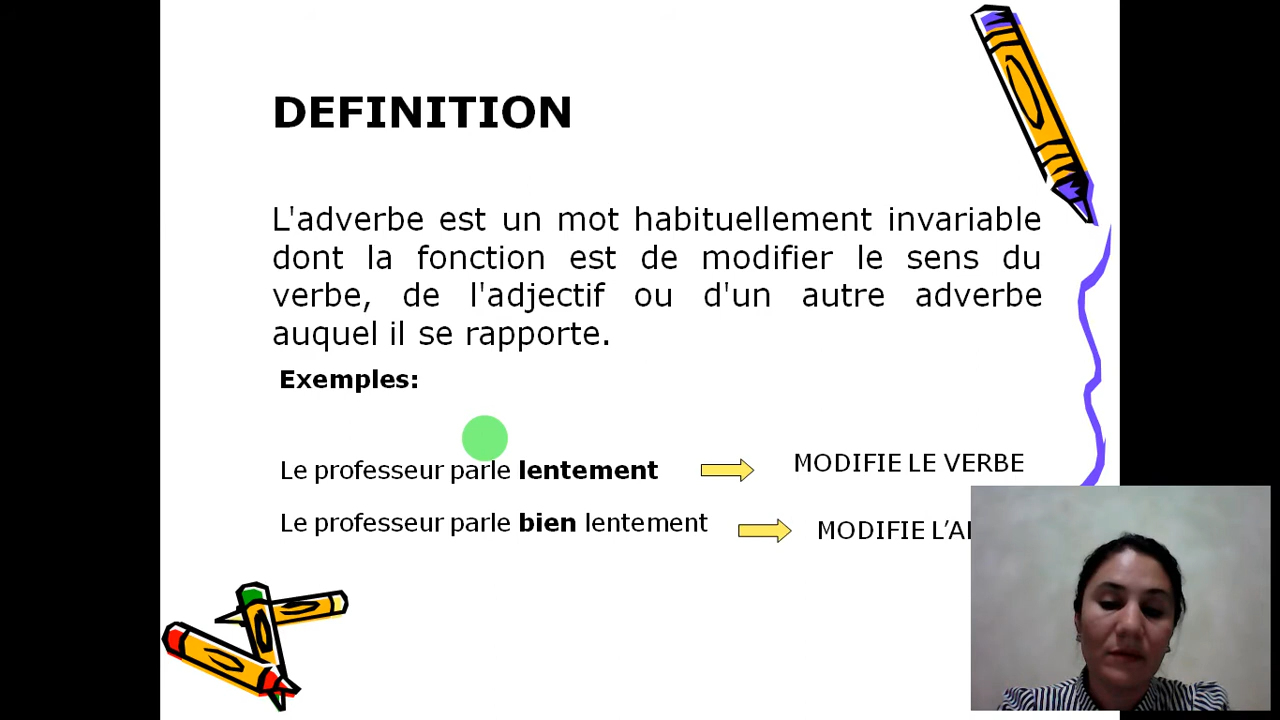 DEFINITION
L'adverbe est un mot habituellement invariable
dont la fonction est de modifier le sens du
verbe, de l'adjectif ou d'un autre adverbe
auquel il se rapporte.
Exemples:
Le professeur parle lentement
MODIFIE LE VERBE
Le professeur parle bien lentement
MODIFIE